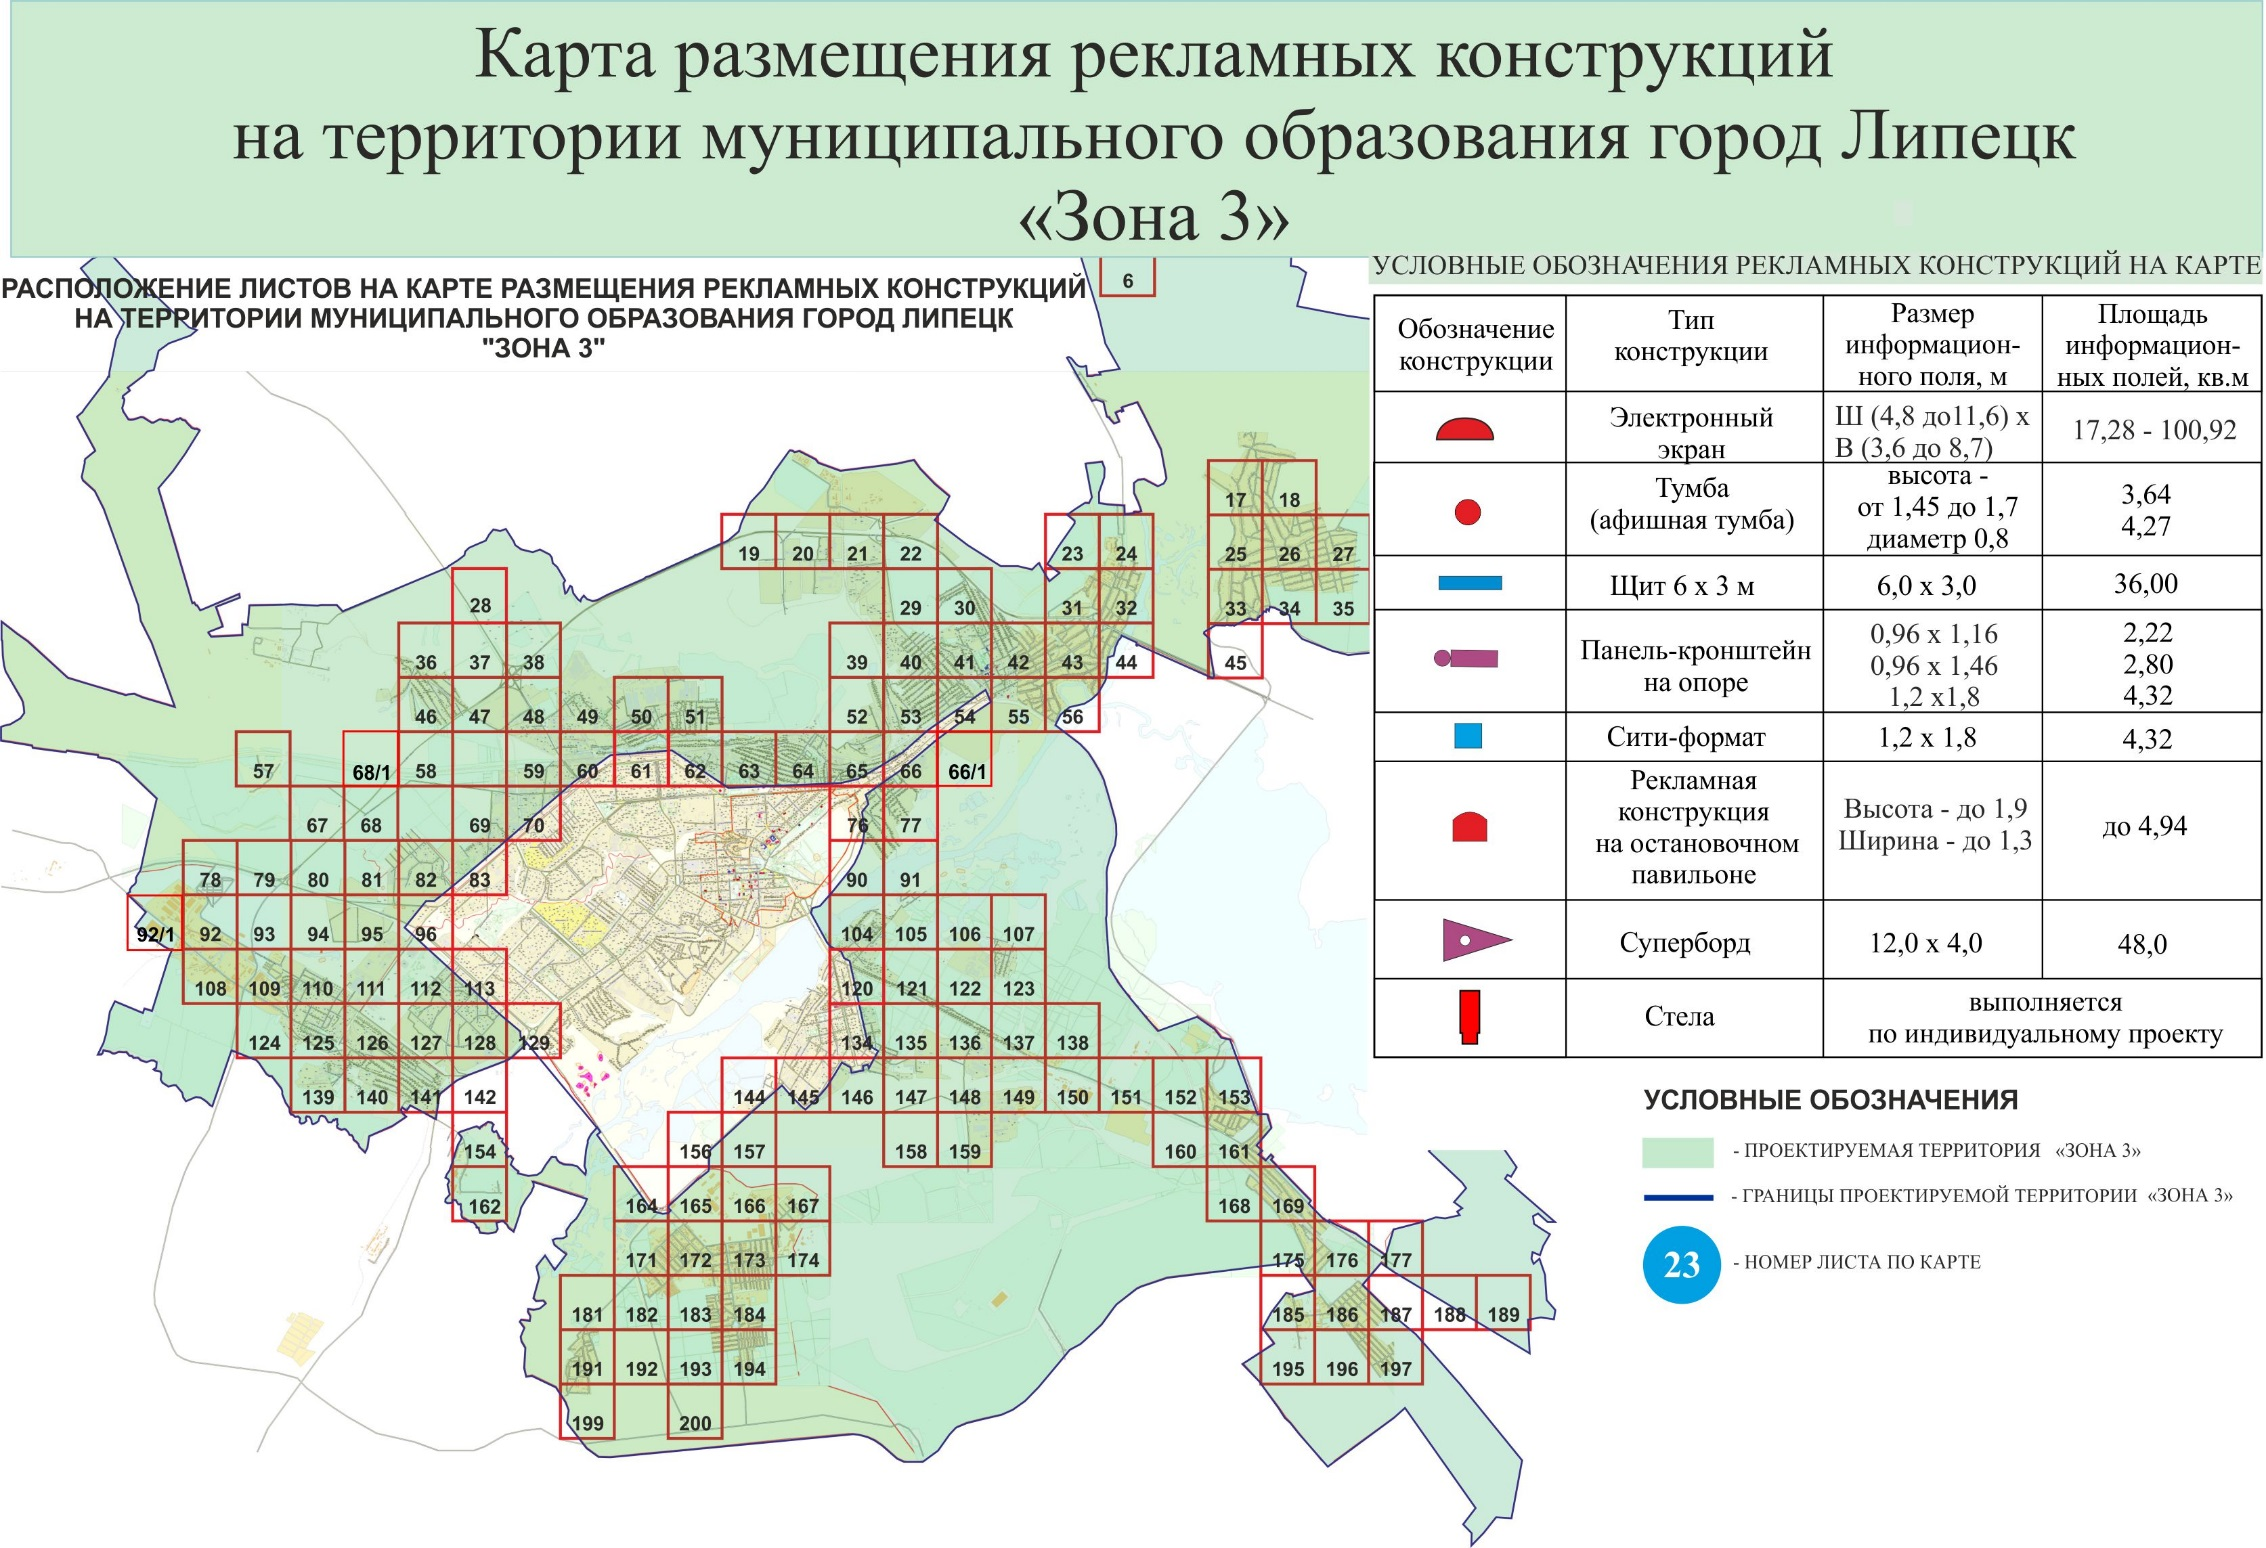 Карта размещения рекламных конструкций
на территории муниципального образования город Липецк
«Зона 3»
РАСПОЛОЖЕНИЕ ЛИСТОВ НА КАРТЕ РАЗМЕЩЕНИЯ РЕКЛАМНЫХ КОНСТРУКЦИЙ
НА ТЕРРИТОРИИ МУНИЦИПАЛЬНОГО ОБРАЗОВАНИЯ ГОРОД ЛИПЕЦК
"ЗОНА 3"
6
17 18
19 20 21 22 23 24 25 26 27
28 29 30 31 32 33 34 35
36 37 38 39 40 41 42 43 44 45
46 47 48 49 50 51 52 53 54 55 56
57 68/1 58 59 60 61 62 63 64 65 66 66/1
67 68 69 70 76 77
78 79 80 81 82 83 90 91
92/1 92 93 94 95 96 104 105 106 107
108 109 110 111 112 113 120 121 122 123
124 125 126 127 128 129 134 135 136 137 138
139 140 141 142 144 145 146 147 148 149 150 151 152 153
154 156 157 158 159 160 161
162 164 165 166 167 168 169
171 172 173 174 175 176 177
181 182 183 184 185 186 187 188 189
191 192 193 194 195 196 197
199 200
УСЛОВНЫЕ ОБОЗНАЧЕНИЯ РЕКЛАМНЫХ КОНСТРУКЦИЙ НА КАРТЕ
Обозначение
конструкции
Тип
конструкции
Размер
информацион-
ного поля, м
Площадь
информацион-
ных полей, кв.м
Электронный
экран
Ш (4,8 до11,6) х
В (3,6 до 8,7)
17,28 - 100,92
Тумба
(афишная тумба)
высота -
от 1,45 до 1,7
диаметр 0,8
3,64
4,27
Щит 6 х 3 м
6,0 х 3,0
36,00
Панель-кронштейн
на опоре
0,96 х 1,16
0,96 х 1,46
1,2 х1,8
2,22
2,80
4,32
Сити-формат
1,2 х 1,8
4,32
Рекламная
конструкция
на остановочном
павильоне
Высота - до 1,9
Ширина - до 1,3
до 4,94
Суперборд
12,0 х 4,0
48,0
Стела
выполняется
по индивидуальному проекту
УСЛОВНЫЕ ОБОЗНАЧЕНИЯ
- ПРОЕКТИРУЕМАЯ ТЕРРИТОРИЯ «ЗОНА 3»
- ГРАНИЦЫ ПРОЕКТИРУЕМОЙ ТЕРРИТОРИИ «ЗОНА 3»
23
- НОМЕР ЛИСТА ПО КАРТЕ